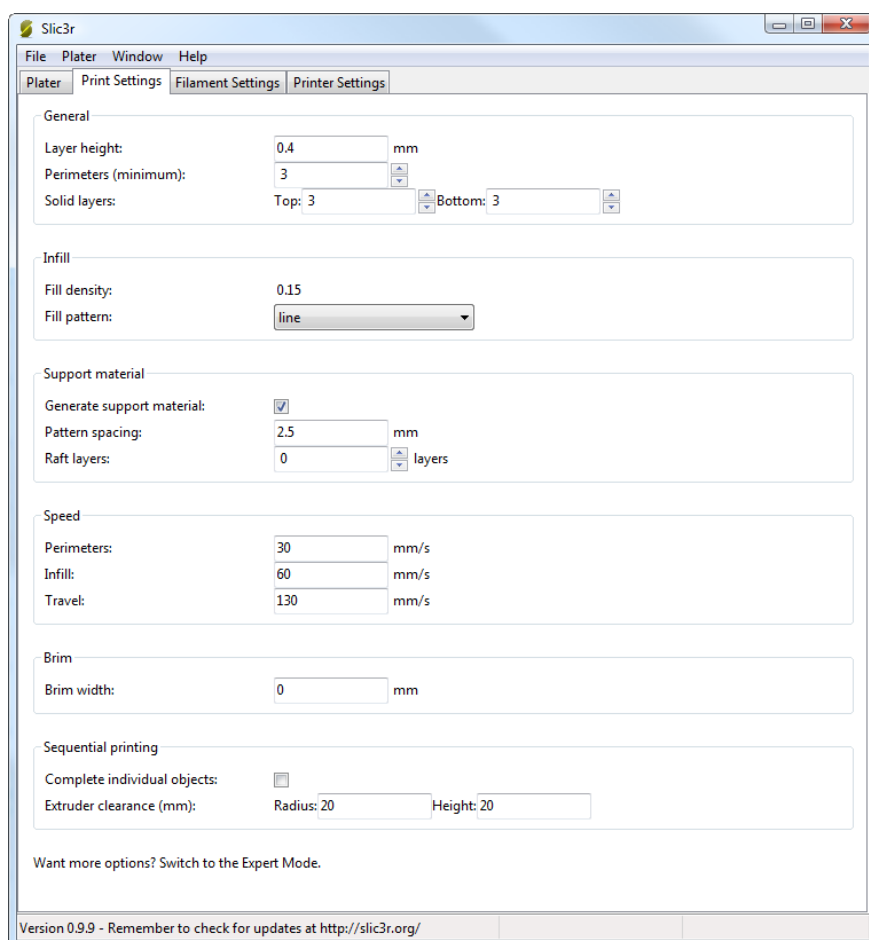 Slic3r
File Plater Window Help
Plater Print Settings Filament Settings Printer Settings
General
Layer height: 0.4 mm
Perimeters (minimum): 3
Solid layers: Top: 3 Bottom: 3
Infill
Fill density: 0.15
Fill pattern: line
Support material
Generate support material:
Pattern spacing: 2.5 mm
Raft layers: 0 layers
Speed
Perimeters: 30 mm/s
Infill: 60 mm/s
Travel: 130 mm/s
Brim
Brim width: 0 mm
Sequential printing
Complete individual objects:
Extruder clearance (mm): Radius: 20 Height: 20
Want more options? Switch to the Expert Mode.
Version 0.9.9 - Remember to check for updates at http://slic3r.org/